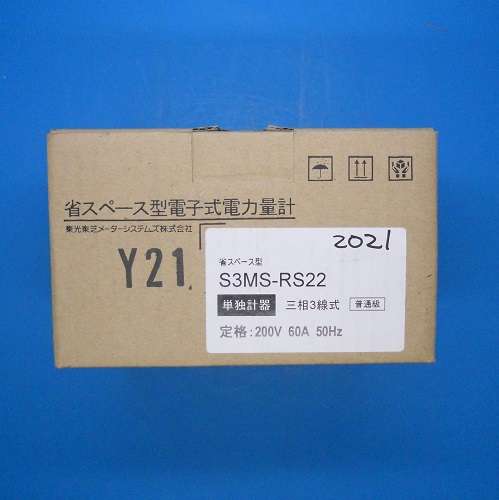 省スペース型電子式電力量計
東光東芝メーターシステムズ株式会社
Y21
2021
省スペース型
S3MS-RS22
単独計器 三相3線式 普通級
定格:200V 60A 50Hz